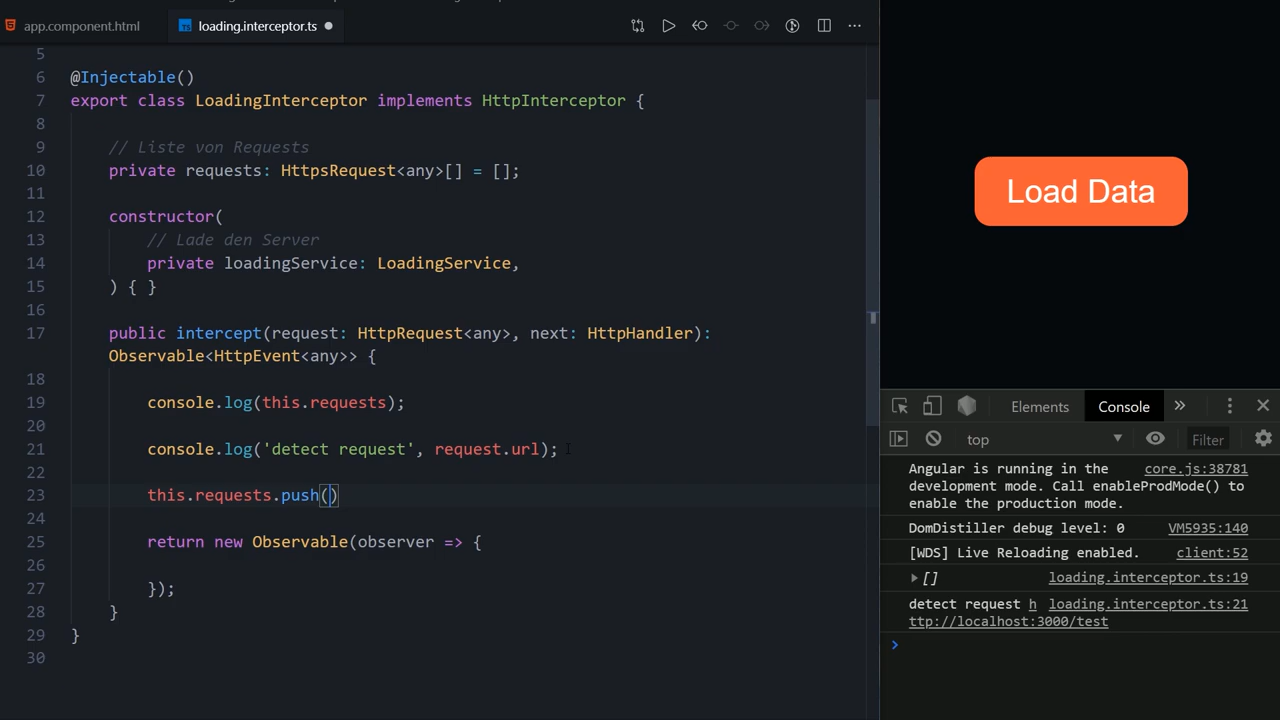 app.component.html
loading.interceptor.ts
5
6 @Injectable()
7 export class LoadingInterceptor implements HttpInterceptor {
8
9 // Liste von Requests
10 private requests: HttpsRequest<any>[] = [];
11
12 constructor(
13 // Lade den Server
14 private loadingService: LoadingService,
15 ) { }
16
17 public intercept(request: HttpRequest<any>, next: HttpHandler):
Observable<HttpEvent<any>> {
18
19 console.log(this.requests);
20
21 console.log('detect request', request.url);
22
23 this.requests.push()
24
25 return new Observable(observer => {
26
27 });
28 }
29 }
30
Load Data
Elements Console
top Filter
Angular is running in the core.js:38781
development mode. Call enableProdMode() to
enable the production mode.
DomDistiller debug level: 0 VM5935:140
[WDS] Live Reloading enabled. client:52
[] loading.interceptor.ts:19
detect request h loading.interceptor.ts:21
ttp://localhost:3000/test